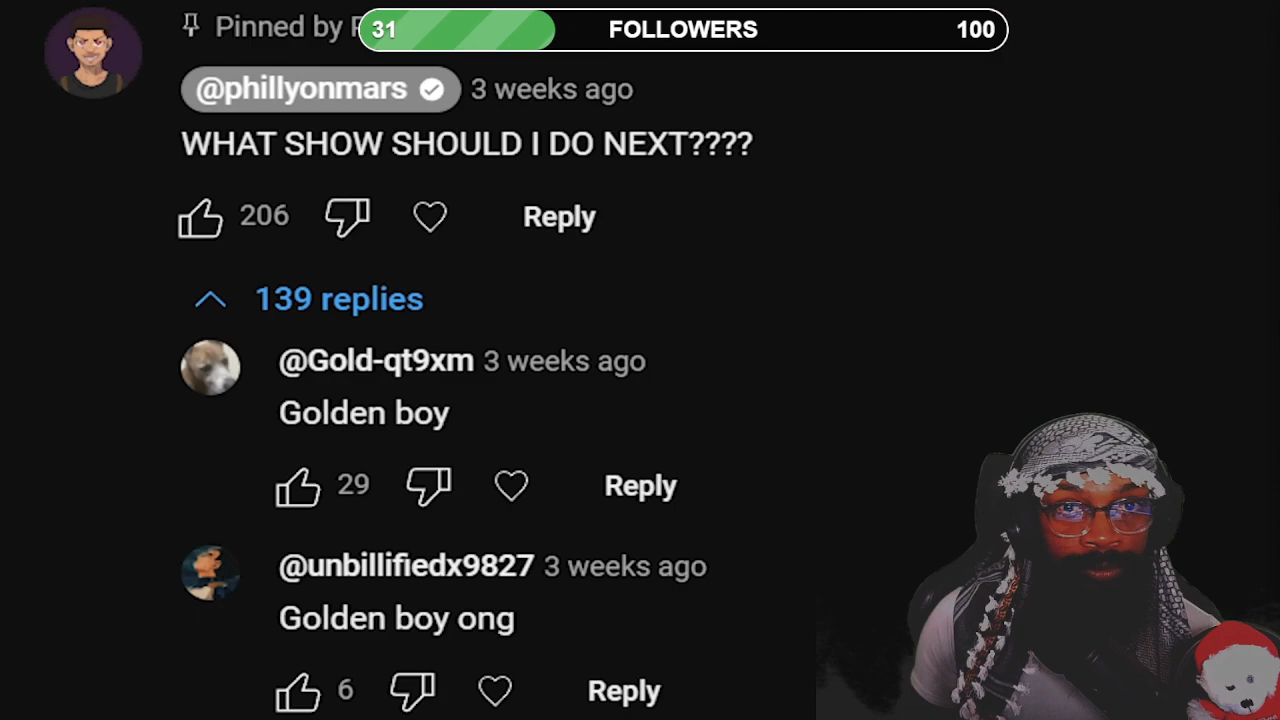 Pinned by
31 FOLLOWERS 100
@phillyonmars 3 weeks ago
WHAT SHOW SHOULD I DO NEXT????
206 Reply
139 replies
@Gold-qt9xm 3 weeks ago
Golden boy
29 Reply
@unbillifiedx9827 3 weeks ago
Golden boy ong
6 Reply